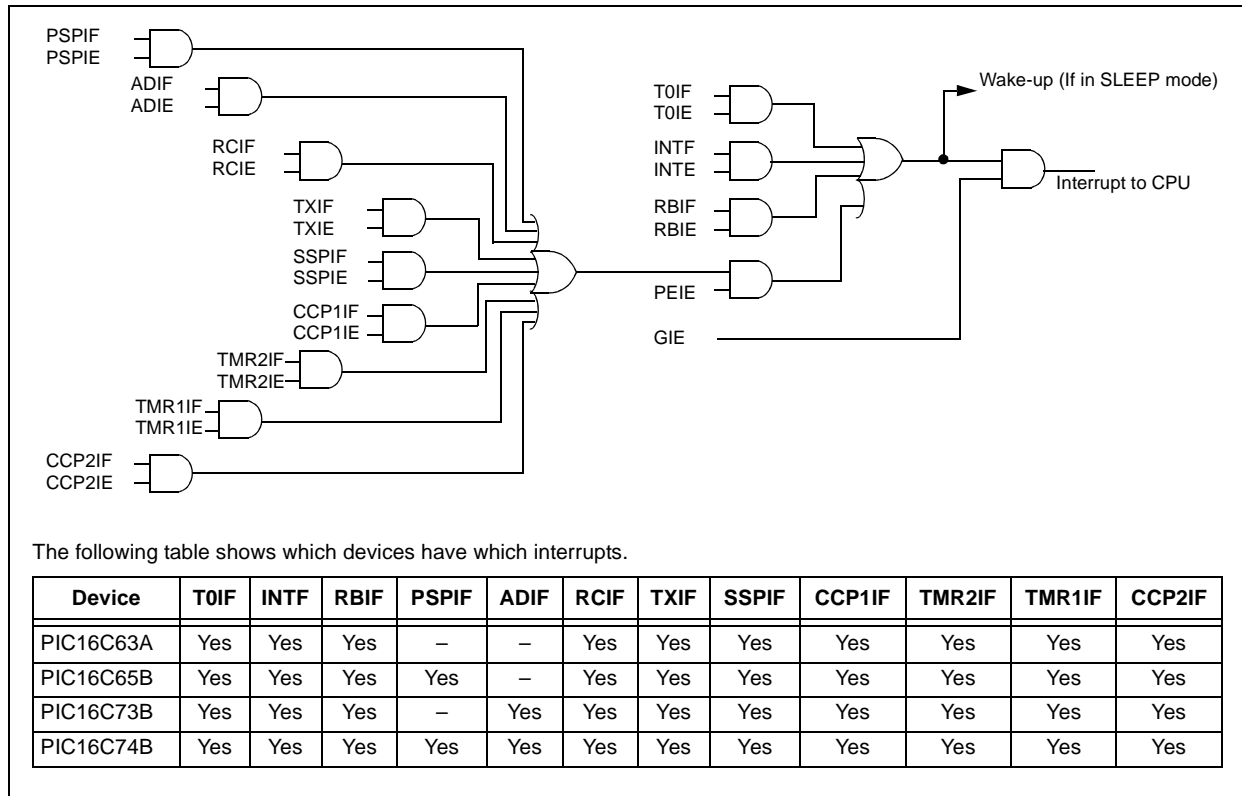 PSPIF
PSPIE
ADIF
ADIE
RCIF
RCIE
TXIF
TXIE
SSPIF
SSPIE
CCP1IF
CCP1IE
TMR2IF
TMR2IE
TMR1IF
TMR1IE
CCP2IF
CCP2IE
T0IF
T0IE
INTF
INTE
RBIF
RBIE
PEIE
GIE
Wake-up (If in SLEEP mode)
Interrupt to CPU
The following table shows which devices have which interrupts.
Device T0IF INTF RBIF PSPIF ADIF RCIF TXIF SSPIF CCP1IF TMR2IF TMR1IF CCP2IF
PIC16C63A Yes Yes Yes – – Yes Yes Yes Yes Yes Yes Yes
PIC16C65B Yes Yes Yes Yes – Yes Yes Yes Yes Yes Yes Yes
PIC16C73B Yes Yes Yes – Yes Yes Yes Yes Yes Yes Yes Yes
PIC16C74B Yes Yes Yes Yes Yes Yes Yes Yes Yes Yes Yes Yes